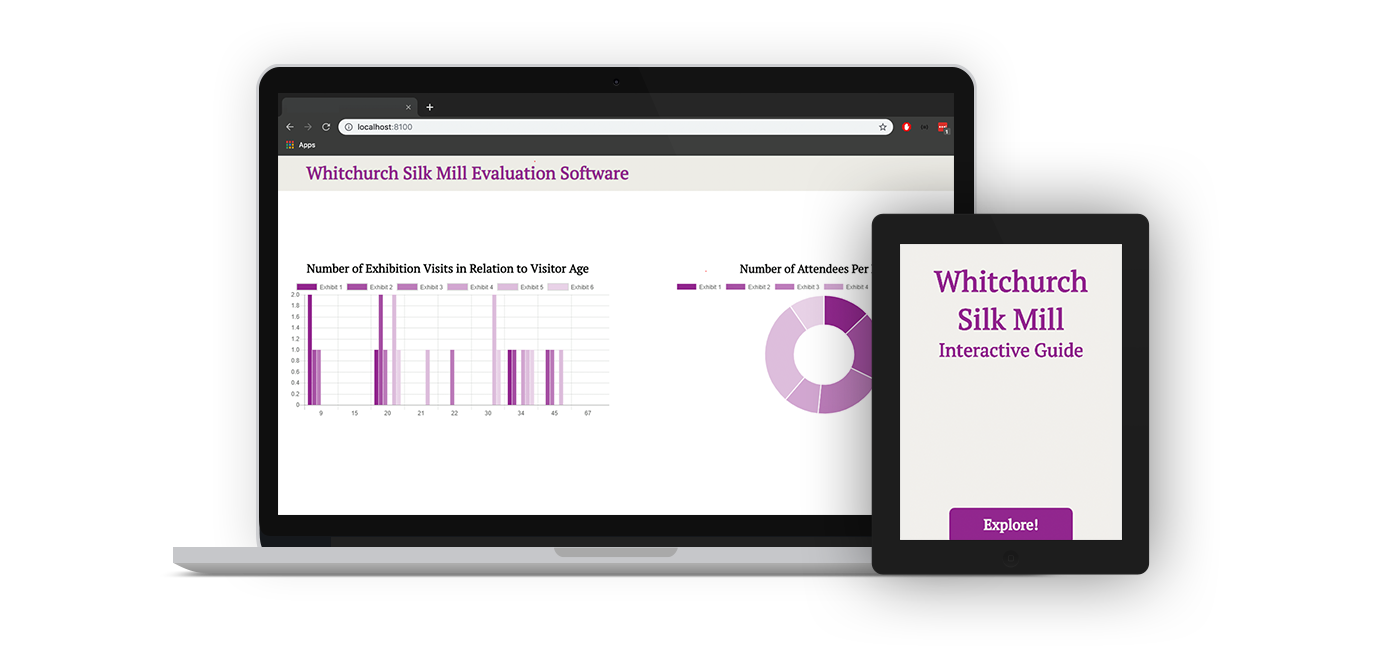 localhost:8100
Apps
Whitchurch Silk Mill Evaluation Software
Number of Exhibition Visits in Relation to Visitor Age
Exhibit 1 Exhibit 2 Exhibit 3 Exhibit 4 Exhibit 5 Exhibit 6
2.0
1.8
1.6
1.4
1.2
1.0
0.8
0.6
0.4
0.2
0
9 15 20 21 22 30 34 45 67
Number of Attendees Per
Exhibit 1 Exhibit 2 Exhibit 3 Exhibit 4
Whitchurch
Silk Mill
Interactive Guide
Explore!